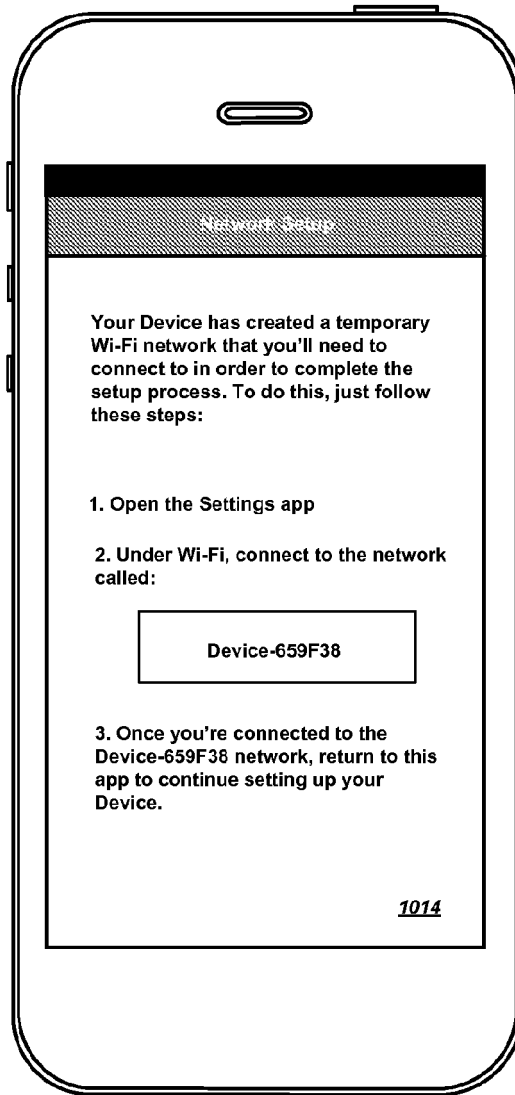 Network Setup
Your Device has created a temporary
Wi-Fi network that you'll need to
connect to in order to complete the
setup process. To do this, just follow
these steps:
1. Open the Settings app
2. Under Wi-Fi, connect to the network
called:
Device-659F38
3. Once you're connected to the
Device-659F38 network, return to this
app to continue setting up your
Device.
1014